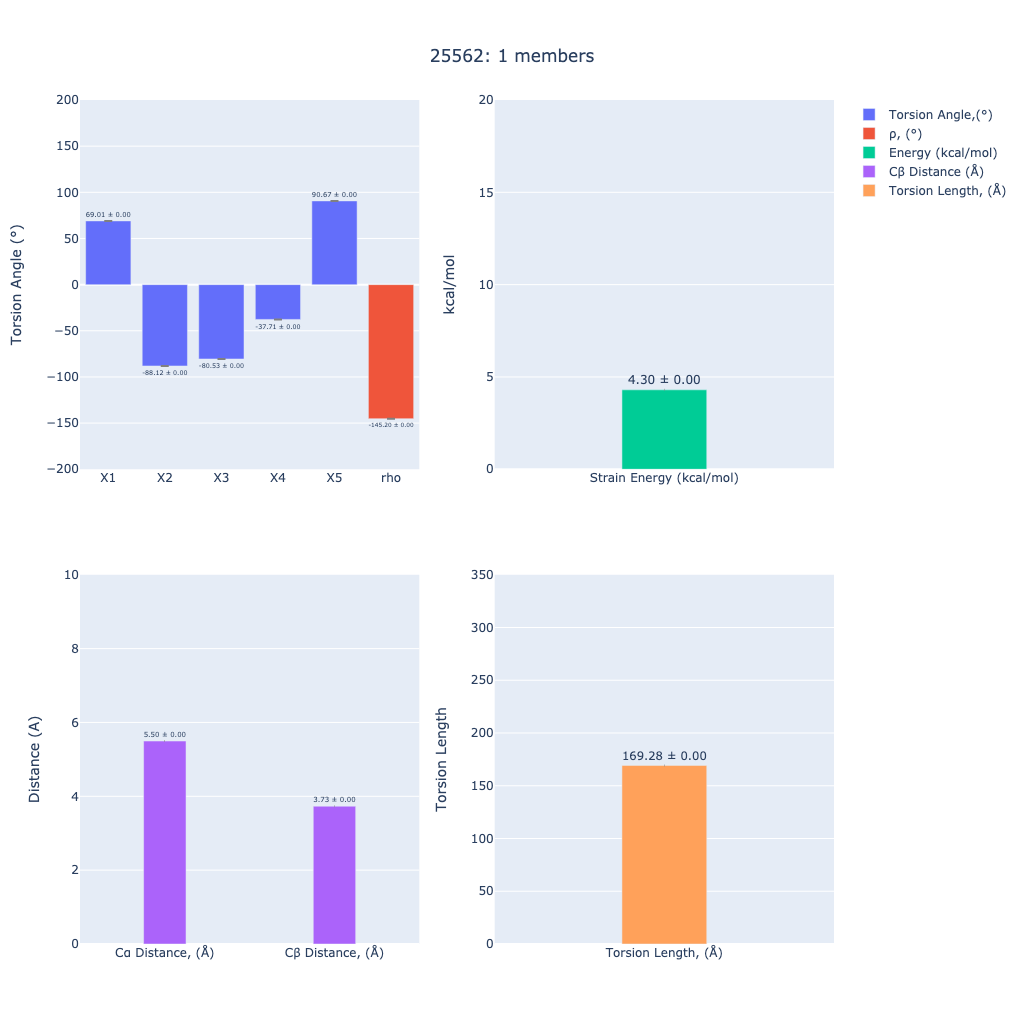 25562: 1 members
Torsion Angle (°)
200
150
100
50
0
−50
−100
−150
−200
69.01 ± 0.00
-88.12 ± 0.00
-80.53 ± 0.00
-37.71 ± 0.00
90.67 ± 0.00
-145.20 ± 0.00
X1 X2 X3 X4 X5 rho
kcal/mol
20
15
10
5
0
4.30 ± 0.00
Strain Energy (kcal/mol)
Torsion Angle,(°)
ρ, (°)
Energy (kcal/mol)
Cβ Distance (Å)
Torsion Length, (Å)
Distance (A)
10
8
6
4
2
0
5.50 ± 0.00
3.73 ± 0.00
Cα Distance, (Å) Cβ Distance, (Å)
Torsion Length
350
300
250
200
150
100
50
0
169.28 ± 0.00
Torsion Length, (Å)